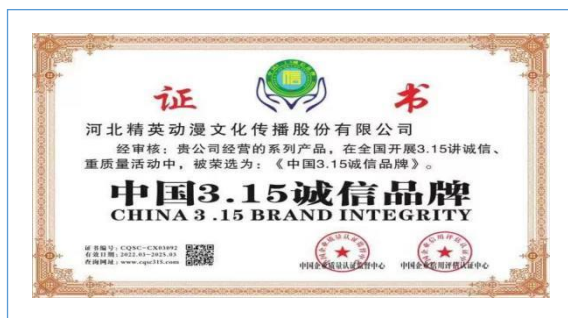 证 书
信
河北精英动漫文化传播股份有限公司
经审核：贵公司经营的系列产品，在全国开展3.15讲诚信、
重质量活动中，被荣选为：《中国3.15诚信品牌》。
中国3.15诚信品牌
CHINA 3.15 BRAND INTEGRITY
证书编号：CQSC-CX03092
有效日期：2022.03-2025.03
查询网址：www.cqsc315.com
中国企业质量认证监督中心
中国企业信用评估认证中心